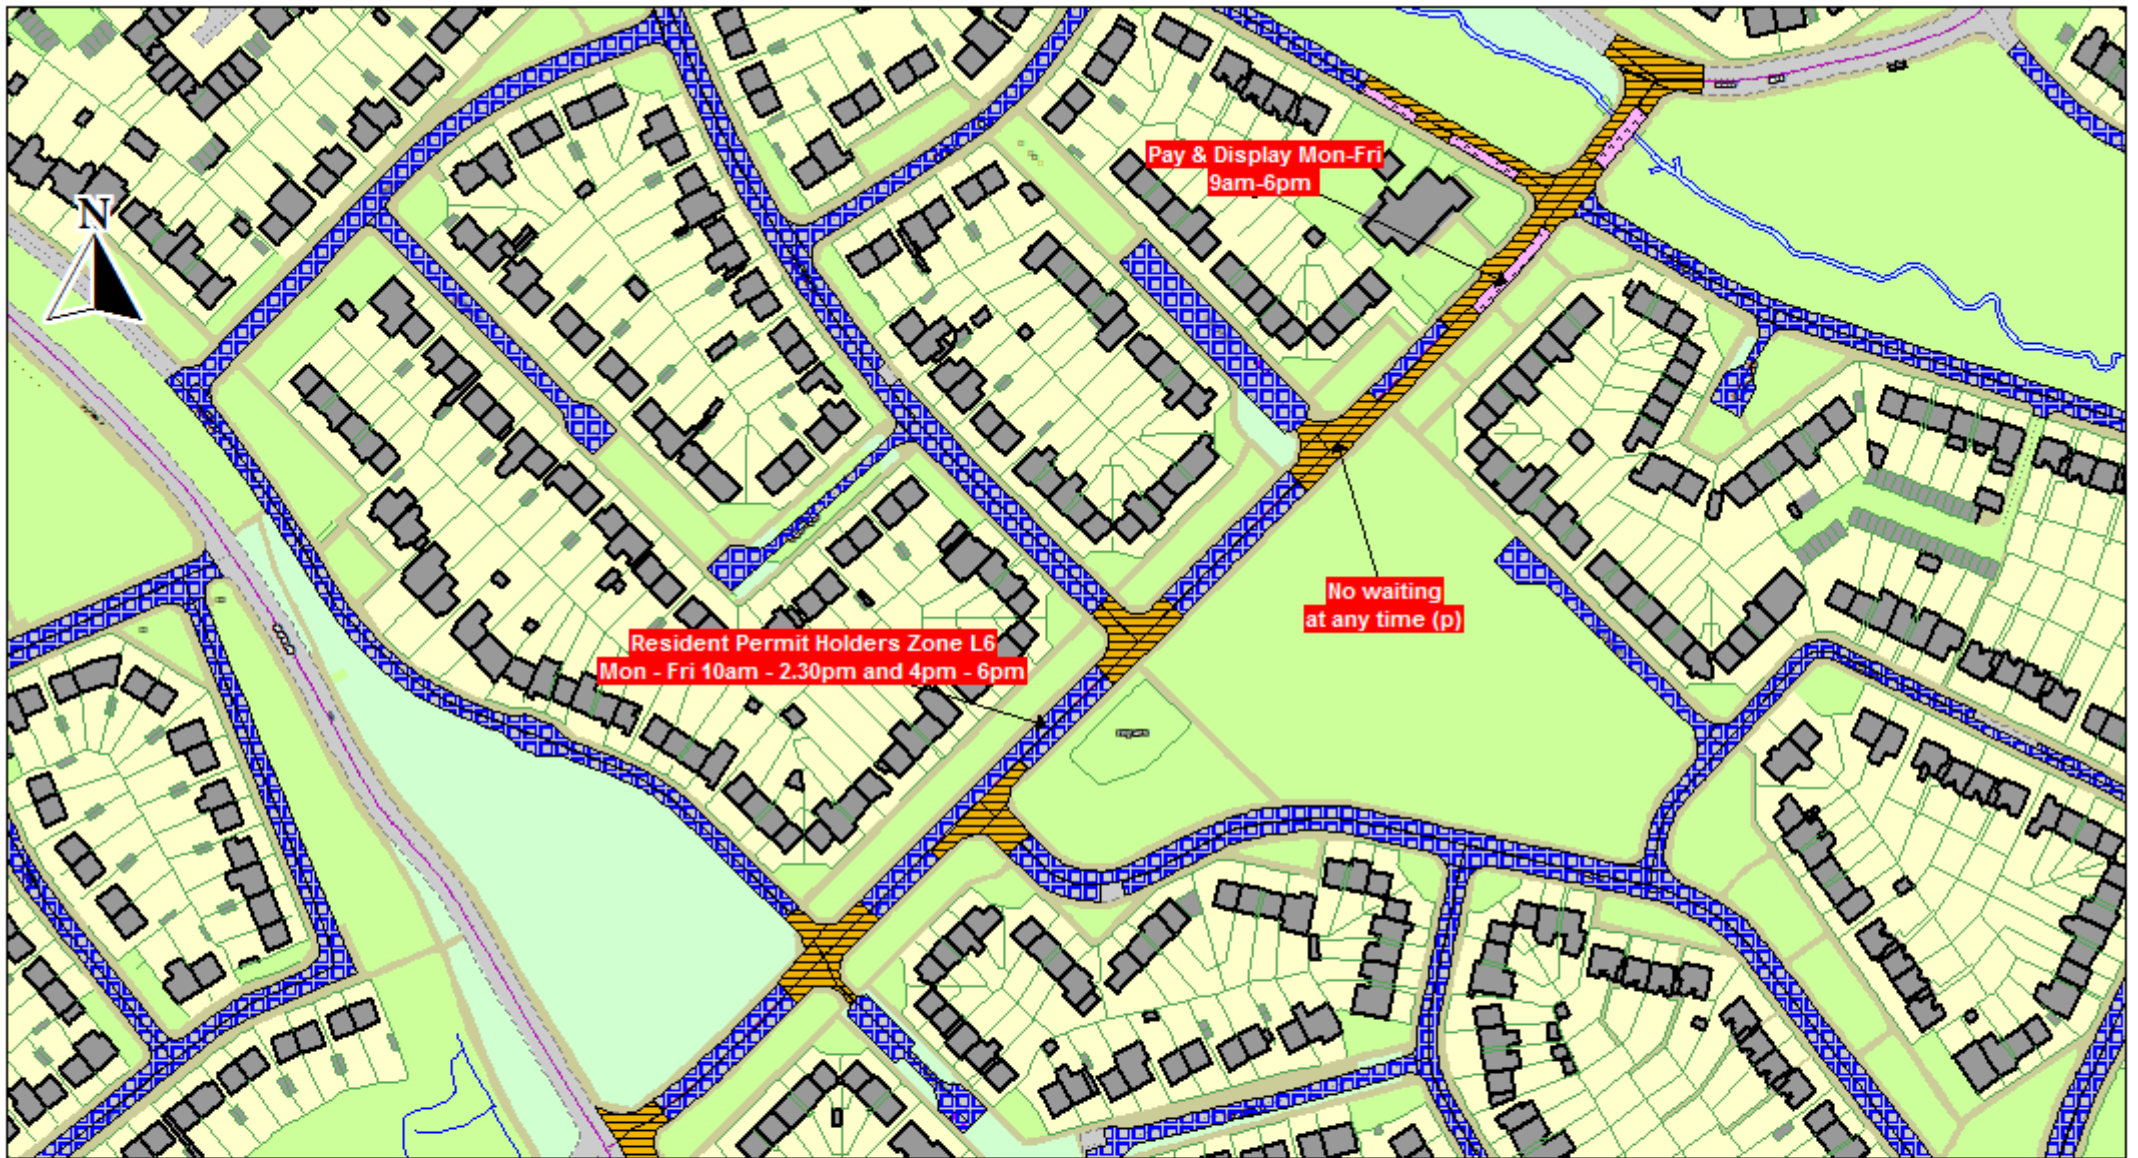 N
Pay & Display Mon-Fri
9am-6pm
No waiting
at any time (p)
Resident Permit Holders Zone L6
Mon - Fri 10am - 2.30pm and 4pm - 6pm